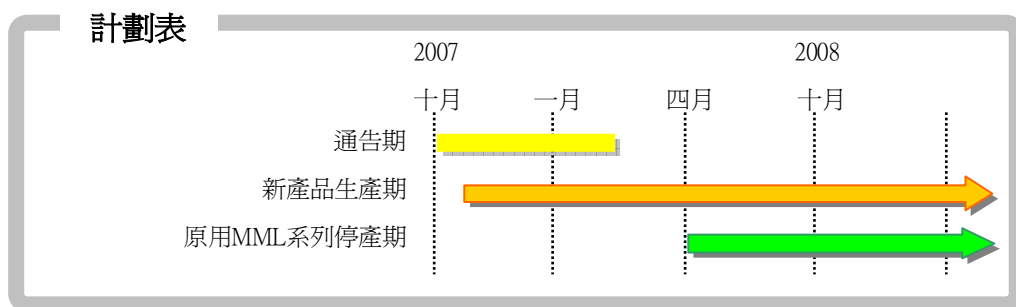 計劃表
2007 2008
十月 一月 四月 十月
通告期
新產品生產期
原用MML系列停產期